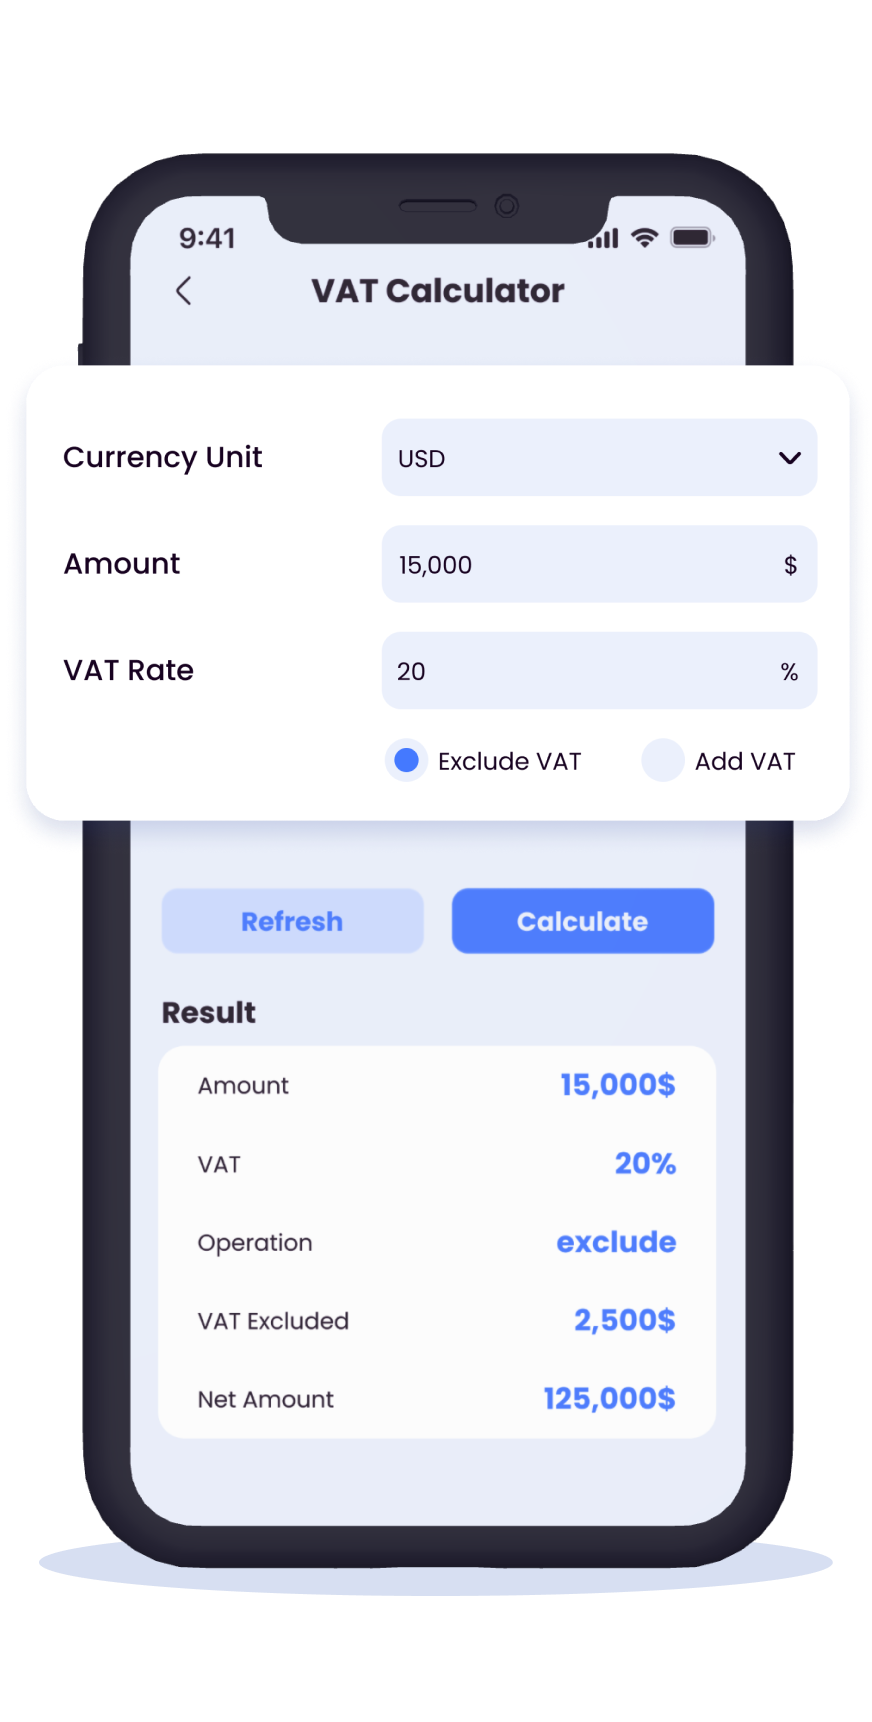 9:41
VAT Calculator
Currency Unit USD
Amount 15,000 $
VAT Rate 20 %
Exclude VAT Add VAT
Refresh Calculate
Result
Amount 15,000$
VAT 20%
Operation exclude
VAT Excluded 2,500$
Net Amount 125,000$